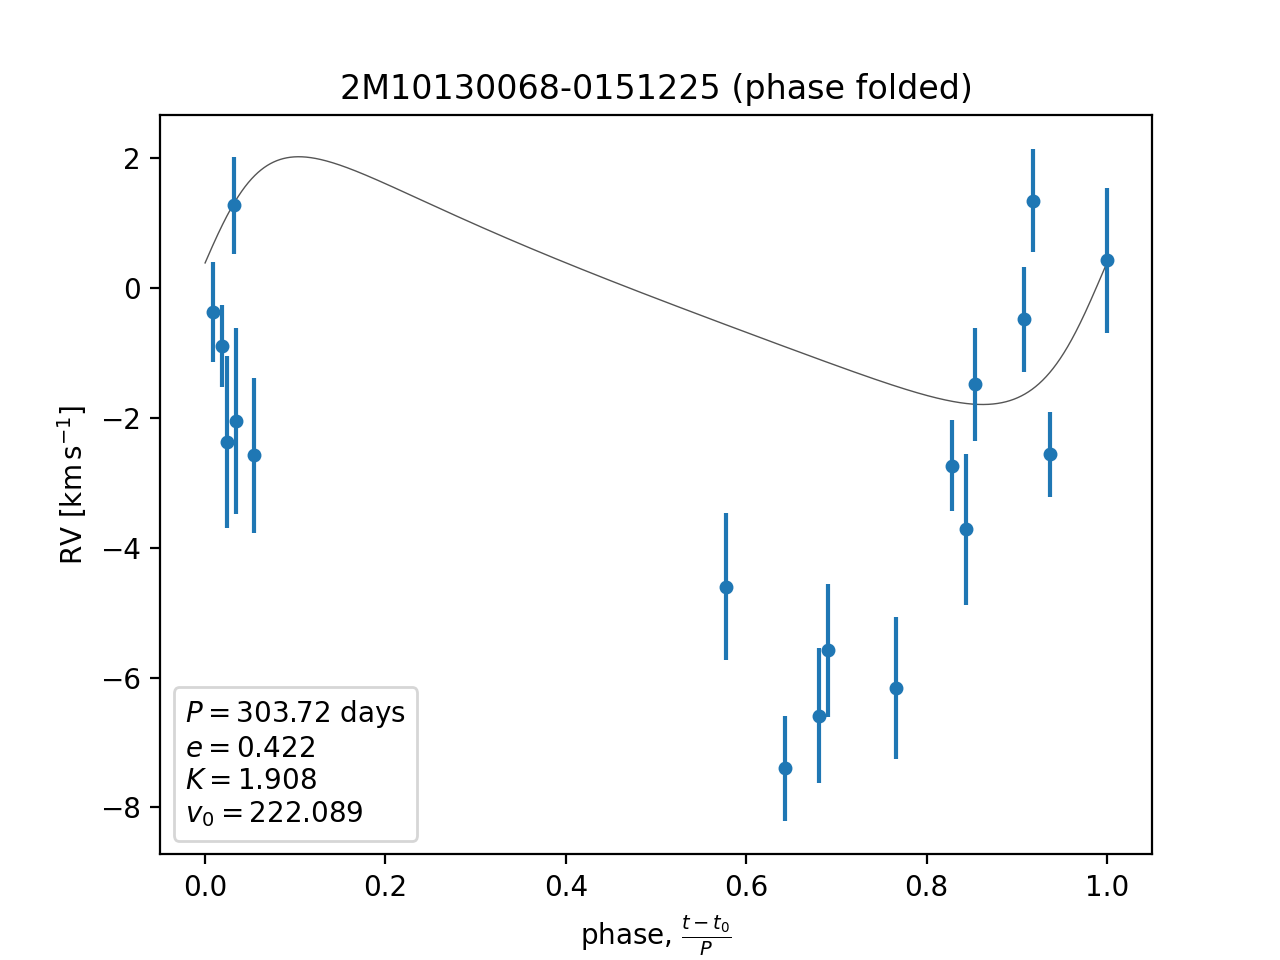 2M10130068-0151225 (phase folded)
2
0
−2
−4
−6
−8
RV [km s⁻¹]
P = 303.72 days
e = 0.422
K = 1.908
v₀ = 222.089
0.0 0.2 0.4 0.6 0.8 1.0
phase, (t − t₀)/P